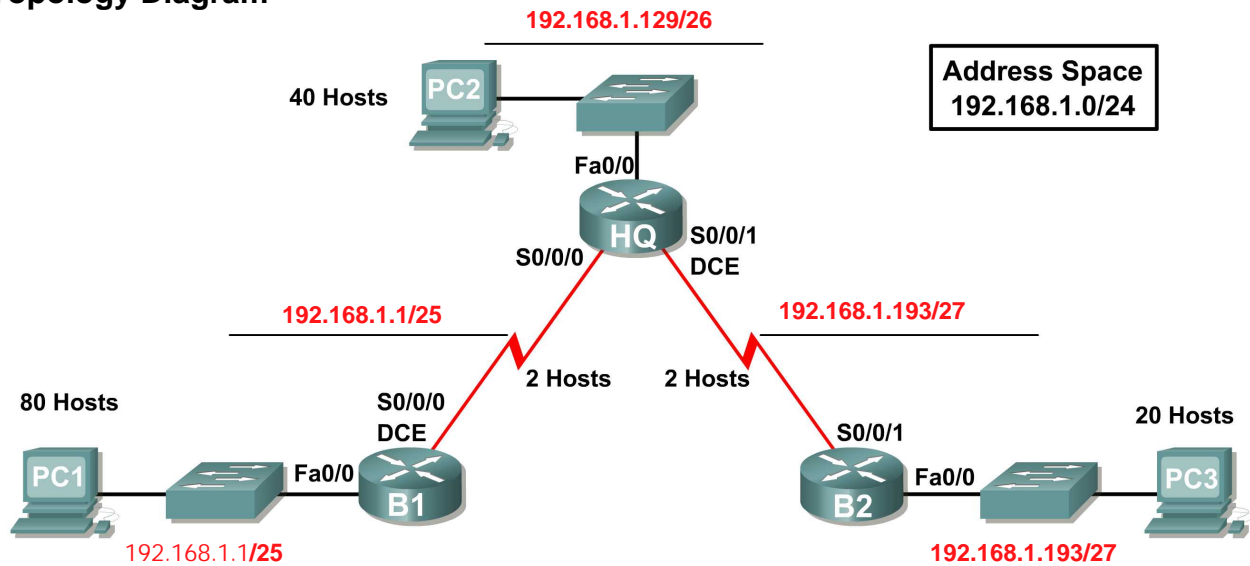 Topology Diagram
192.168.1.129/26
Address Space
192.168.1.0/24
PC2
40 Hosts
Fa0/0
HQ
S0/0/1
DCE
S0/0/0
192.168.1.1/25
192.168.1.193/27
2 Hosts
2 Hosts
80 Hosts
S0/0/0
DCE
S0/0/1
20 Hosts
PC1
Fa0/0
B1
B2
Fa0/0
PC3
192.168.1.1/25
192.168.1.193/27